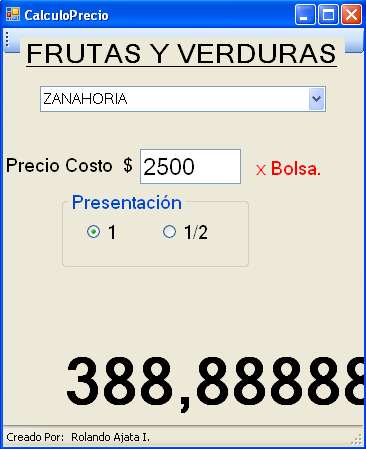 CalculoPrecio
FRUTAS Y VERDURAS
ZANAHORIA
Precio Costo $ 2500 x Bolsa.
Presentación
1 1/2
388,88888
Creado Por: Rolando Ajata I.